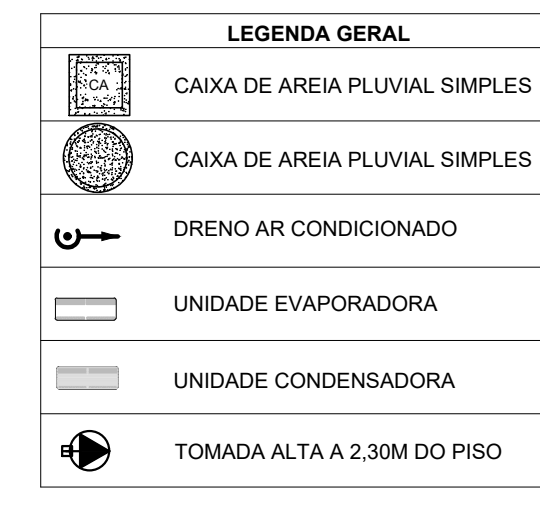 LEGENDA GERAL
CA
CAIXA DE AREIA PLUVIAL SIMPLES
CAIXA DE AREIA PLUVIAL SIMPLES
DRENO AR CONDICIONADO
UNIDADE EVAPORADORA
UNIDADE CONDENSADORA
TOMADA ALTA A 2,30M DO PISO